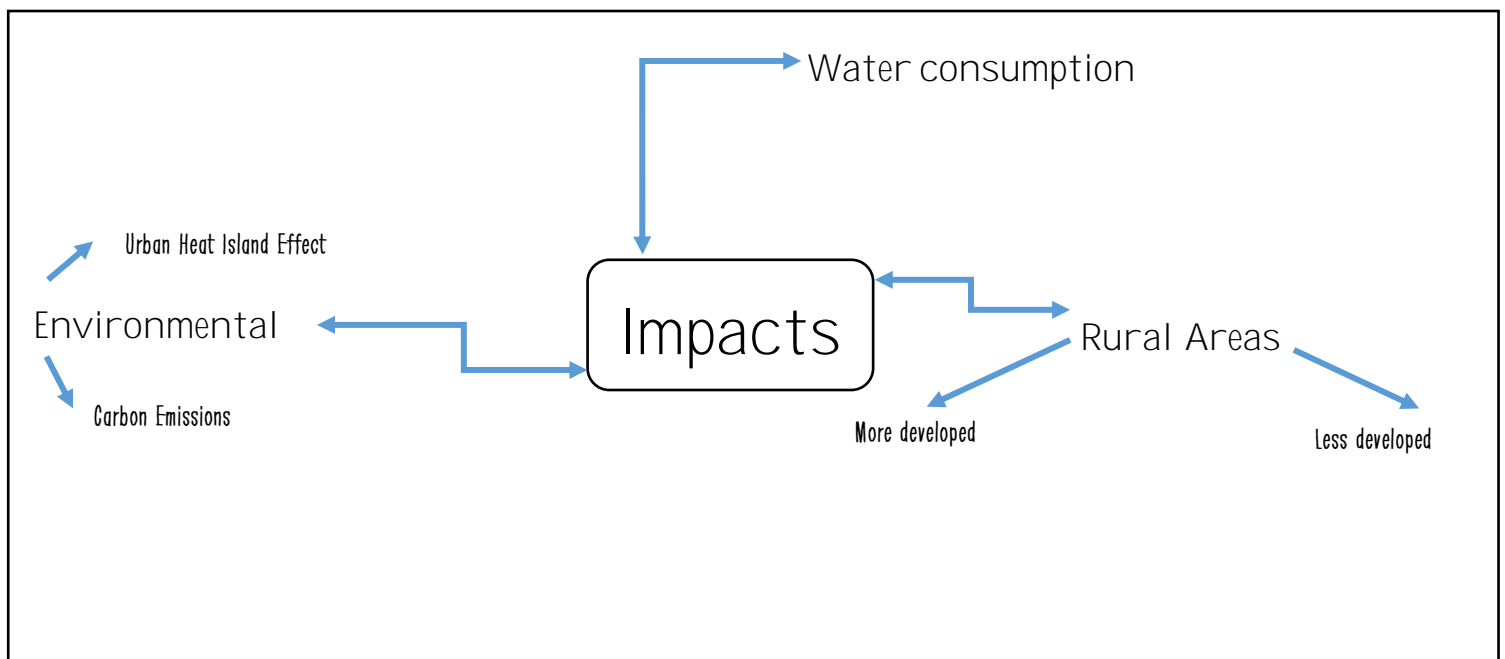 Water consumption
Urban Heat Island Effect
Environmental
Impacts
Rural Areas
Carbon Emissions
More developed
Less developed